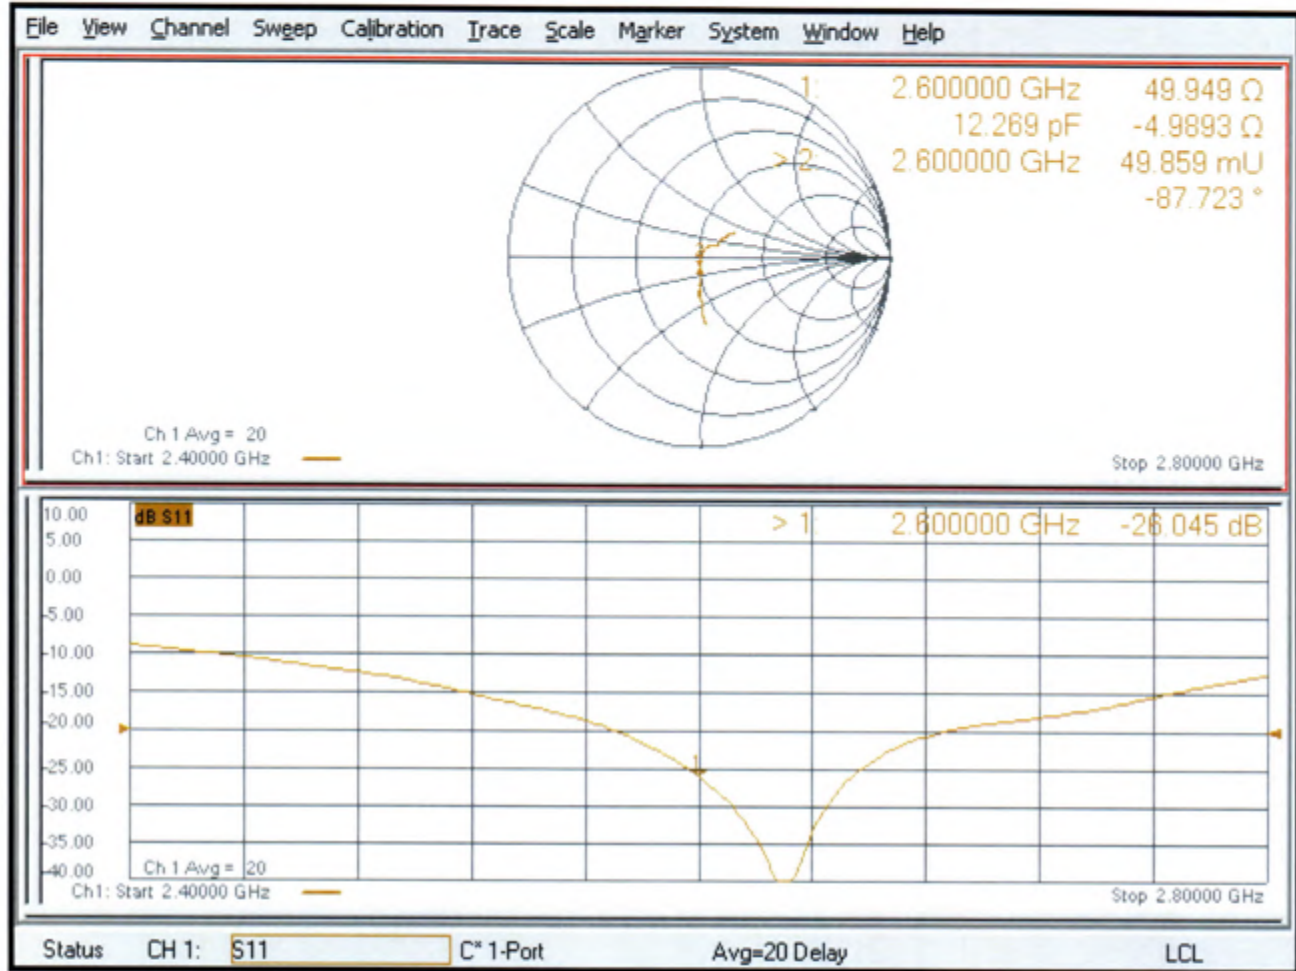 File View Channel Sweep Calibration Trace Scale Marker System Window Help
1: 2.600000 GHz 49.949 Ω
12.269 pF -4.9893 Ω
> 2: 2.600000 GHz 49.859 mU
-87.723 °
Ch 1 Avg = 20
Ch1: Start 2.40000 GHz
Stop 2.80000 GHz
dB S11
> 1: 2.600000 GHz -26.045 dB
10.00
5.00
0.00
-5.00
-10.00
-15.00
-20.00
-25.00
-30.00
-35.00
-40.00
1
Ch 1 Avg = 20
Ch1: Start 2.40000 GHz
Stop 2.80000 GHz
Status CH 1: S11 C* 1-Port Avg=20 Delay LCL